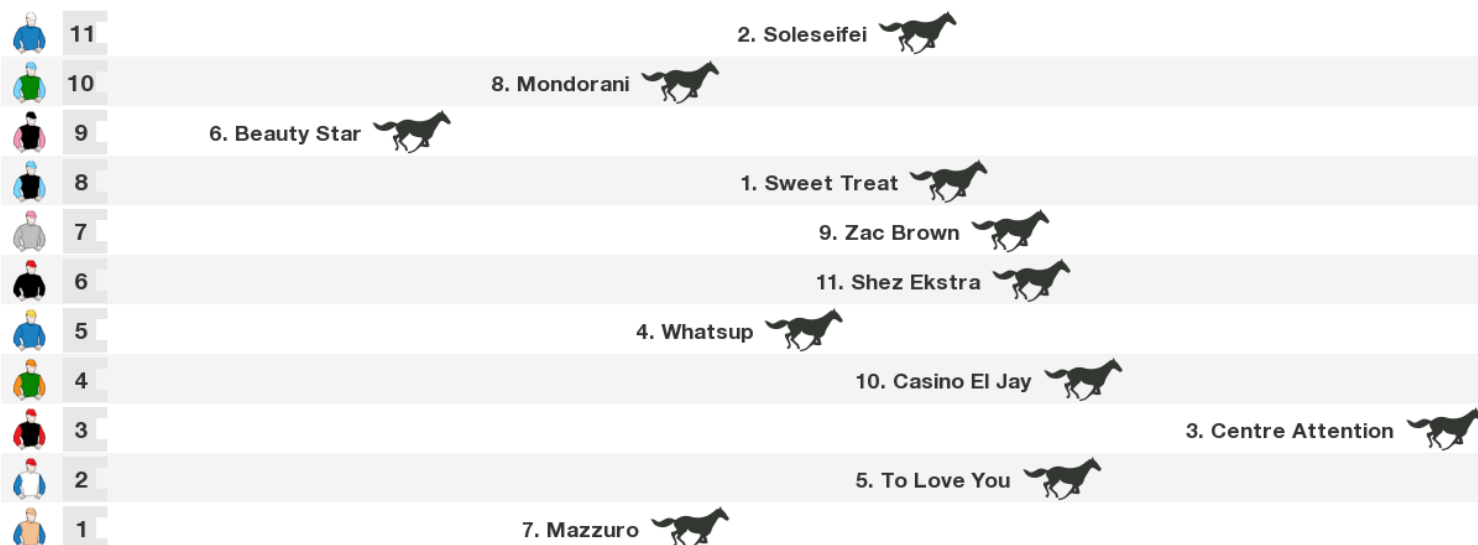 11 2. Soleseifei
10 8. Mondorani
9 6. Beauty Star
8 1. Sweet Treat
7 9. Zac Brown
6 11. Shez Ekstra
5 4. Whatsup
4 10. Casino El Jay
3 3. Centre Attention
2 5. To Love You
1 7. Mazzuro